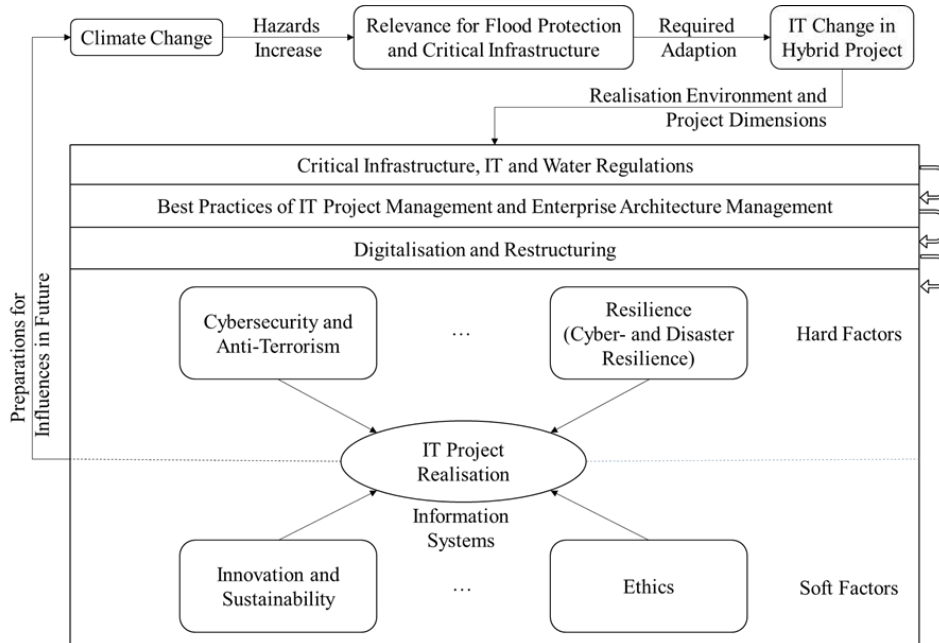 Climate Change
Hazards
Increase
Relevance for Flood Protection
and Critical Infrastructure
Required
Adaption
IT Change in
Hybrid Project
Realisation Environment and
Project Dimensions
Critical Infrastructure, IT and Water Regulations
Best Practices of IT Project Management and Enterprise Architecture Management
Digitalisation and Restructuring
Preparations for
Influences in Future
Cybersecurity and
Anti-Terrorism
...
Resilience
(Cyber- and Disaster
Resilience)
Hard Factors
IT Project
Realisation
Information
Systems
Innovation and
Sustainability
...
Ethics
Soft Factors